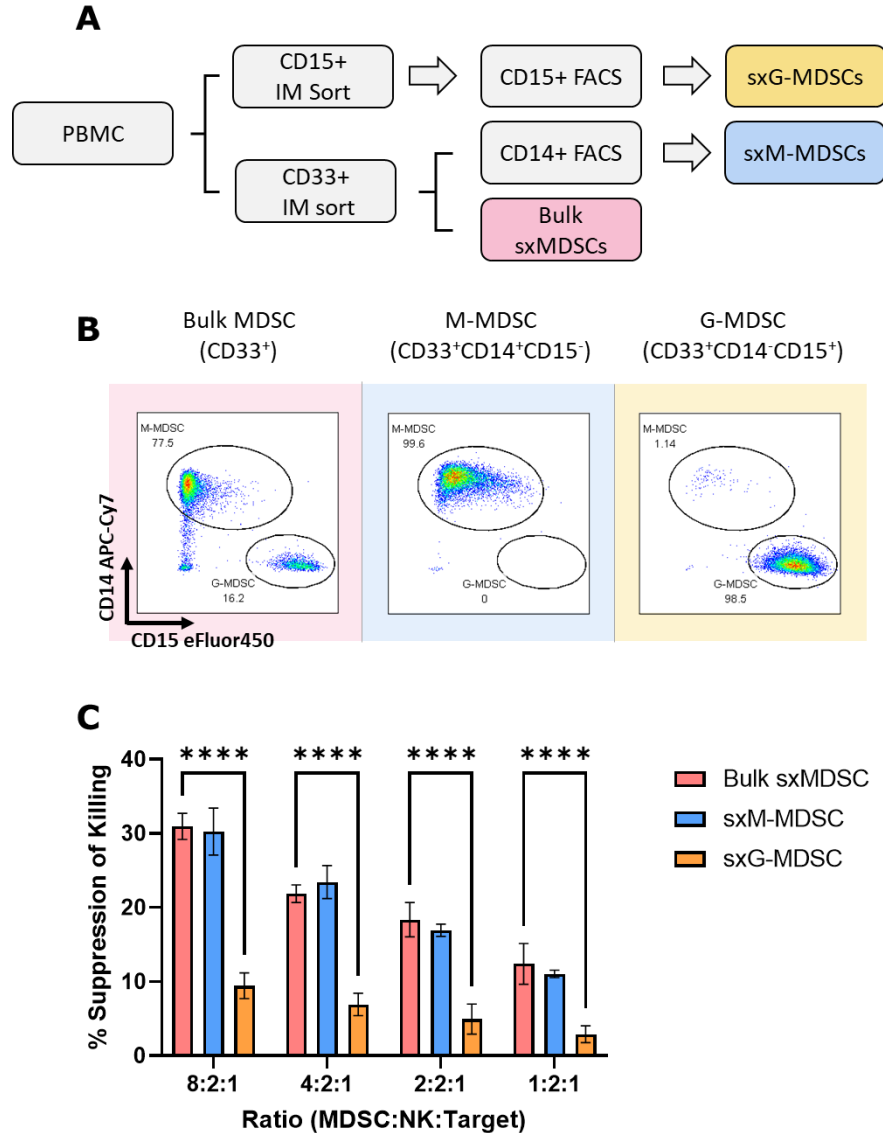 A
PBMC
CD15+
IM Sort
CD15+ FACS
sxG-MDSCs
CD33+
IM sort
CD14+ FACS
sxM-MDSCs
Bulk
sxMDSCs
B
Bulk MDSC
(CD33⁺)
M-MDSC
(CD33⁺CD14⁺CD15⁻)
G-MDSC
(CD33⁺CD14⁻CD15⁺)
M-MDSC
77.5
G-MDSC
16.2
M-MDSC
99.6
G-MDSC
0
M-MDSC
1.14
G-MDSC
98.5
CD14 APC-Cy7
CD15 eFluor450
C
% Suppression of Killing
40
30
20
10
0
****
****
****
****
8:2:1
4:2:1
2:2:1
1:2:1
Ratio (MDSC:NK:Target)
Bulk sxMDSC
sxM-MDSC
sxG-MDSC